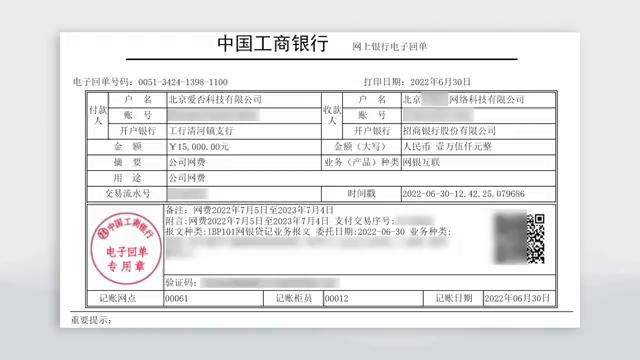 中国工商银行 网上银行电子回单
电子回单号码：0051-3424-1398-1100 打印日期：2022年6月30日
付款人 户 名 北京爱否科技有限公司 收款人 户 名 北京 网络科技有限公司
账 号 账 号
开户银行 工行清河镇支行 开户银行 招商银行股份有限公司
金 额 ¥15,000.00元 金额（大写） 人民币 壹万伍仟元整
摘 要 公司网费 业务（产品）种类 网银互联
用 途 公司网费
交易流水号 时间戳 2022-06-30-12.42.25.079686
中国工商银行
电子回单
专用章
备注：网费2022年7月5日至2023年7月4日
附言:网费2022年7月5日至2023年7月4日 支付交易序号:
报文种类:IBP101网银贷记业务报文 委托日期:2022-06-30 业务种类:
验证码:
记账网点 00061 记账柜员 00012 记账日期 2022年06月30日
重要提示：